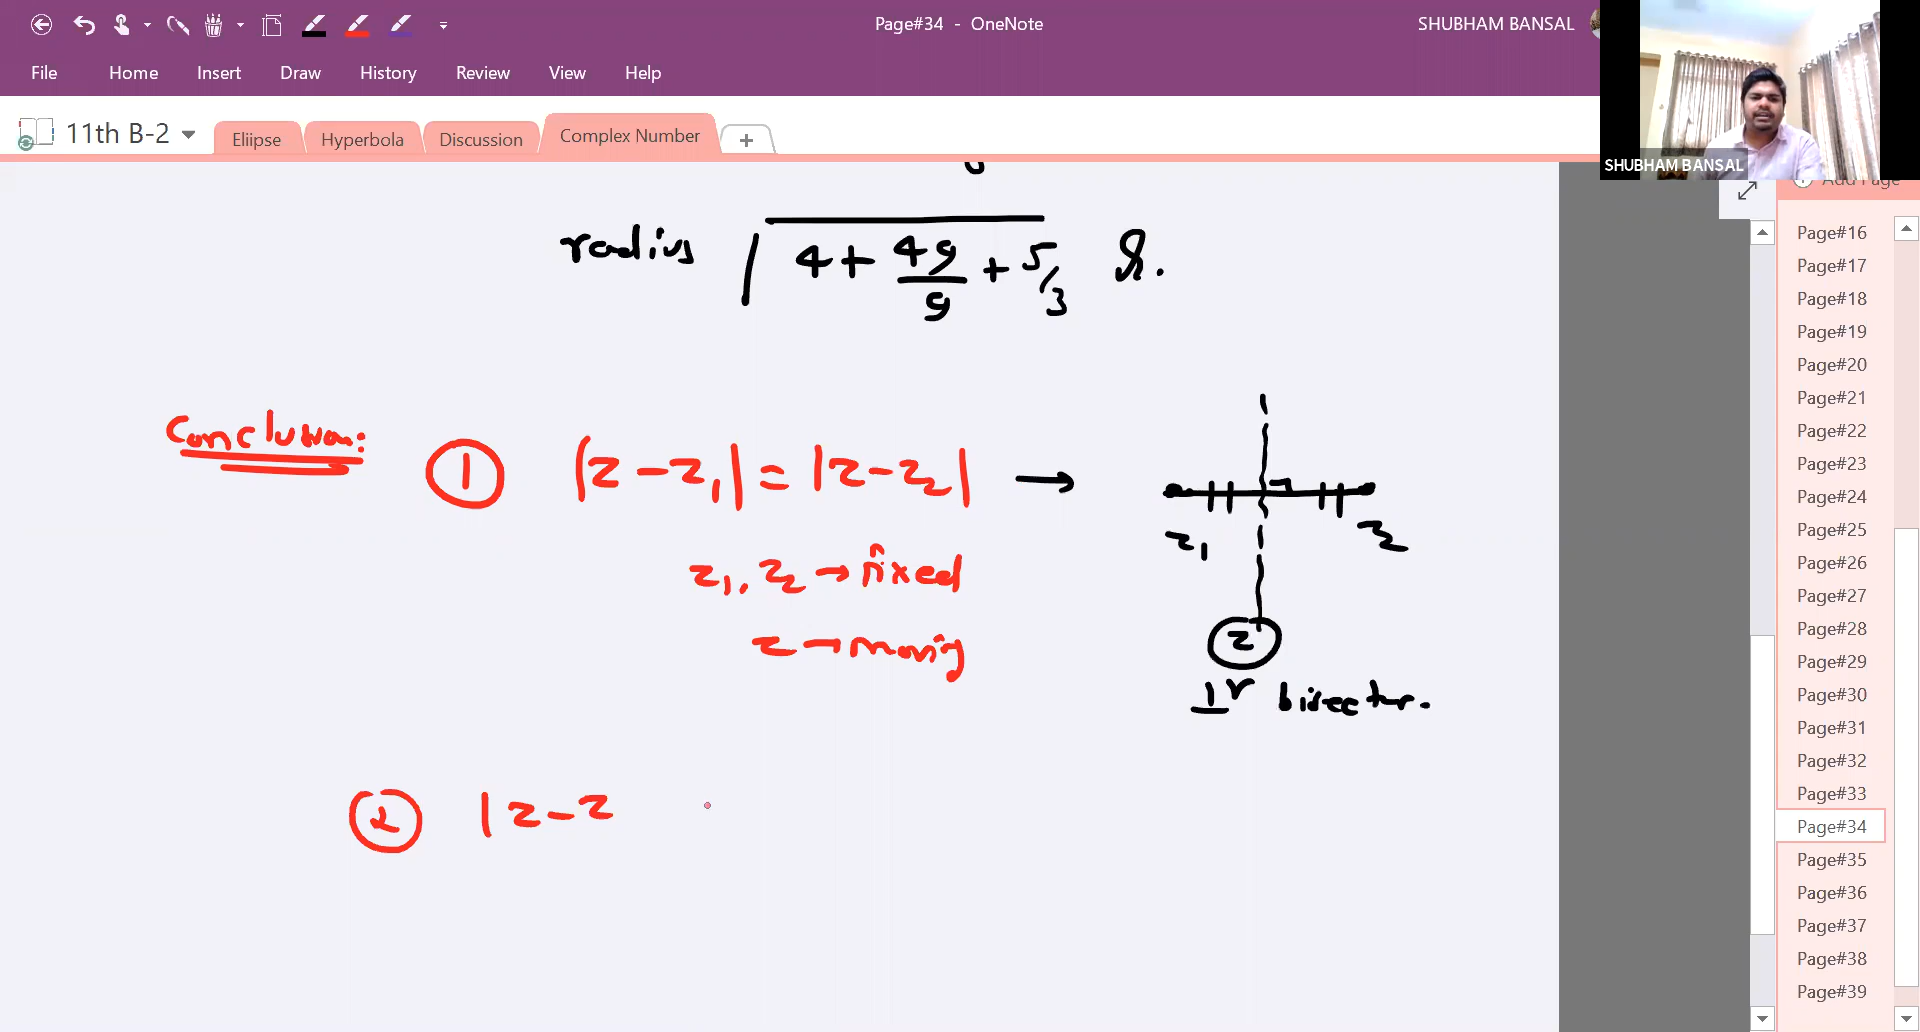 Page#34 - OneNote
SHUBHAM BANSAL
File Home Insert Draw History Review View Help
SHUBHAM BANSAL
11th B-2
Eliipse Hyperbola Discussion Complex Number +
Add Page
radius √4 + 49/9 + 5/3
Conclusion:
① |z - z₁| = |z - z₂| →
z₁ z₂
z₁, z₂ → fixed
z → moving
z
⊥r bisector.
② |z - z
Page#16
Page#17
Page#18
Page#19
Page#20
Page#21
Page#22
Page#23
Page#24
Page#25
Page#26
Page#27
Page#28
Page#29
Page#30
Page#31
Page#32
Page#33
Page#34
Page#35
Page#36
Page#37
Page#38
Page#39